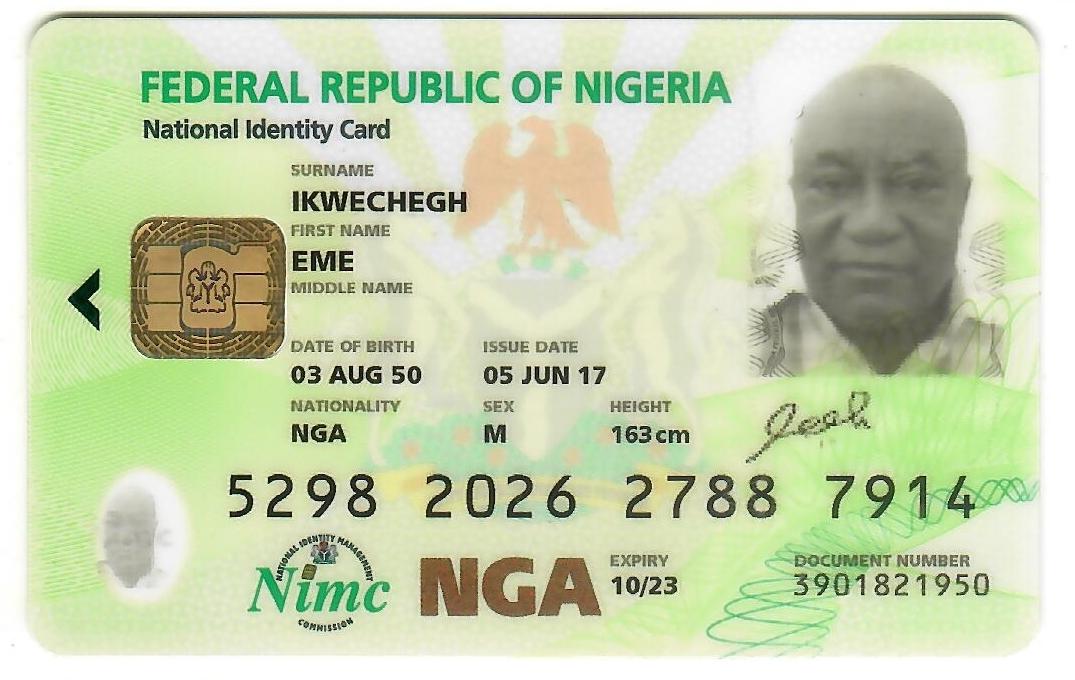 FEDERAL REPUBLIC OF NIGERIA
National Identity Card
SURNAME
IKWECHEGH
FIRST NAME
EME
MIDDLE NAME
DATE OF BIRTH ISSUE DATE
03 AUG 50 05 JUN 17
NATIONALITY SEX HEIGHT
NGA M 163 cm
5298 2026 2788 7914
NATIONAL IDENTITY MANAGEMENT
Nimc
COMMISSION
NGA
EXPIRY
10/23
DOCUMENT NUMBER
3901821950